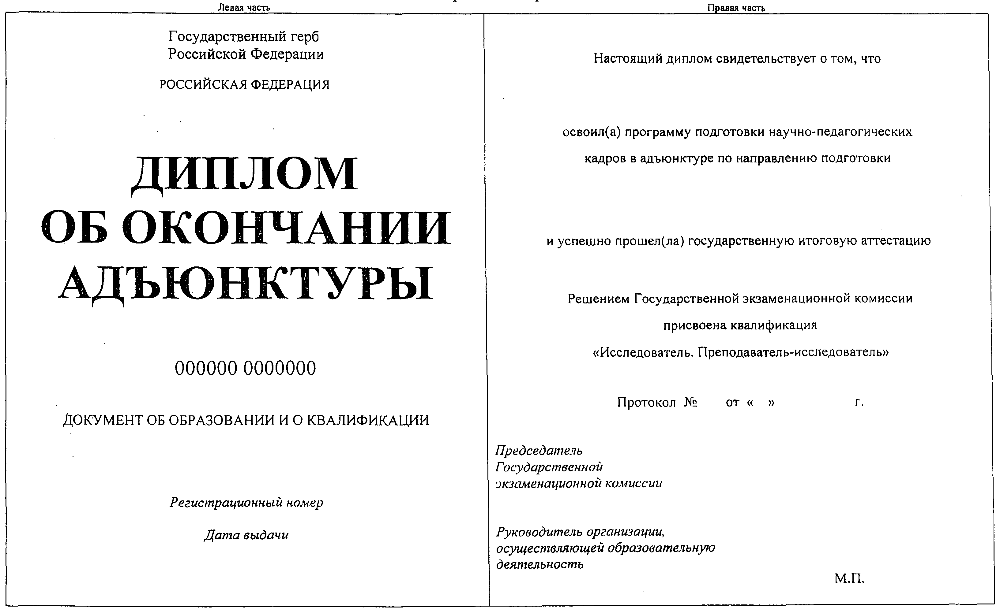 Левая часть
Государственный герб
Российской Федерации
РОССИЙСКАЯ ФЕДЕРАЦИЯ
ДИПЛОМ
ОБ ОКОНЧАНИИ
АДЪЮНКТУРЫ
000000 0000000
ДОКУМЕНТ ОБ ОБРАЗОВАНИИ И О КВАЛИФИКАЦИИ
Регистрационный номер
Дата выдачи
Правая часть
Настоящий диплом свидетельствует о том, что
освоил(а) программу подготовки научно-педагогических
кадров в адъюнктуре по направлению подготовки
и успешно прошел(ла) государственную итоговую аттестацию
Решением Государственной экзаменационной комиссии
присвоена квалификация
«Исследователь. Преподаватель-исследователь»
Протокол № от « » г.
Председатель
Государственной
экзаменационной комиссии
Руководитель организации,
осуществляющей образовательную
деятельность
М.П.